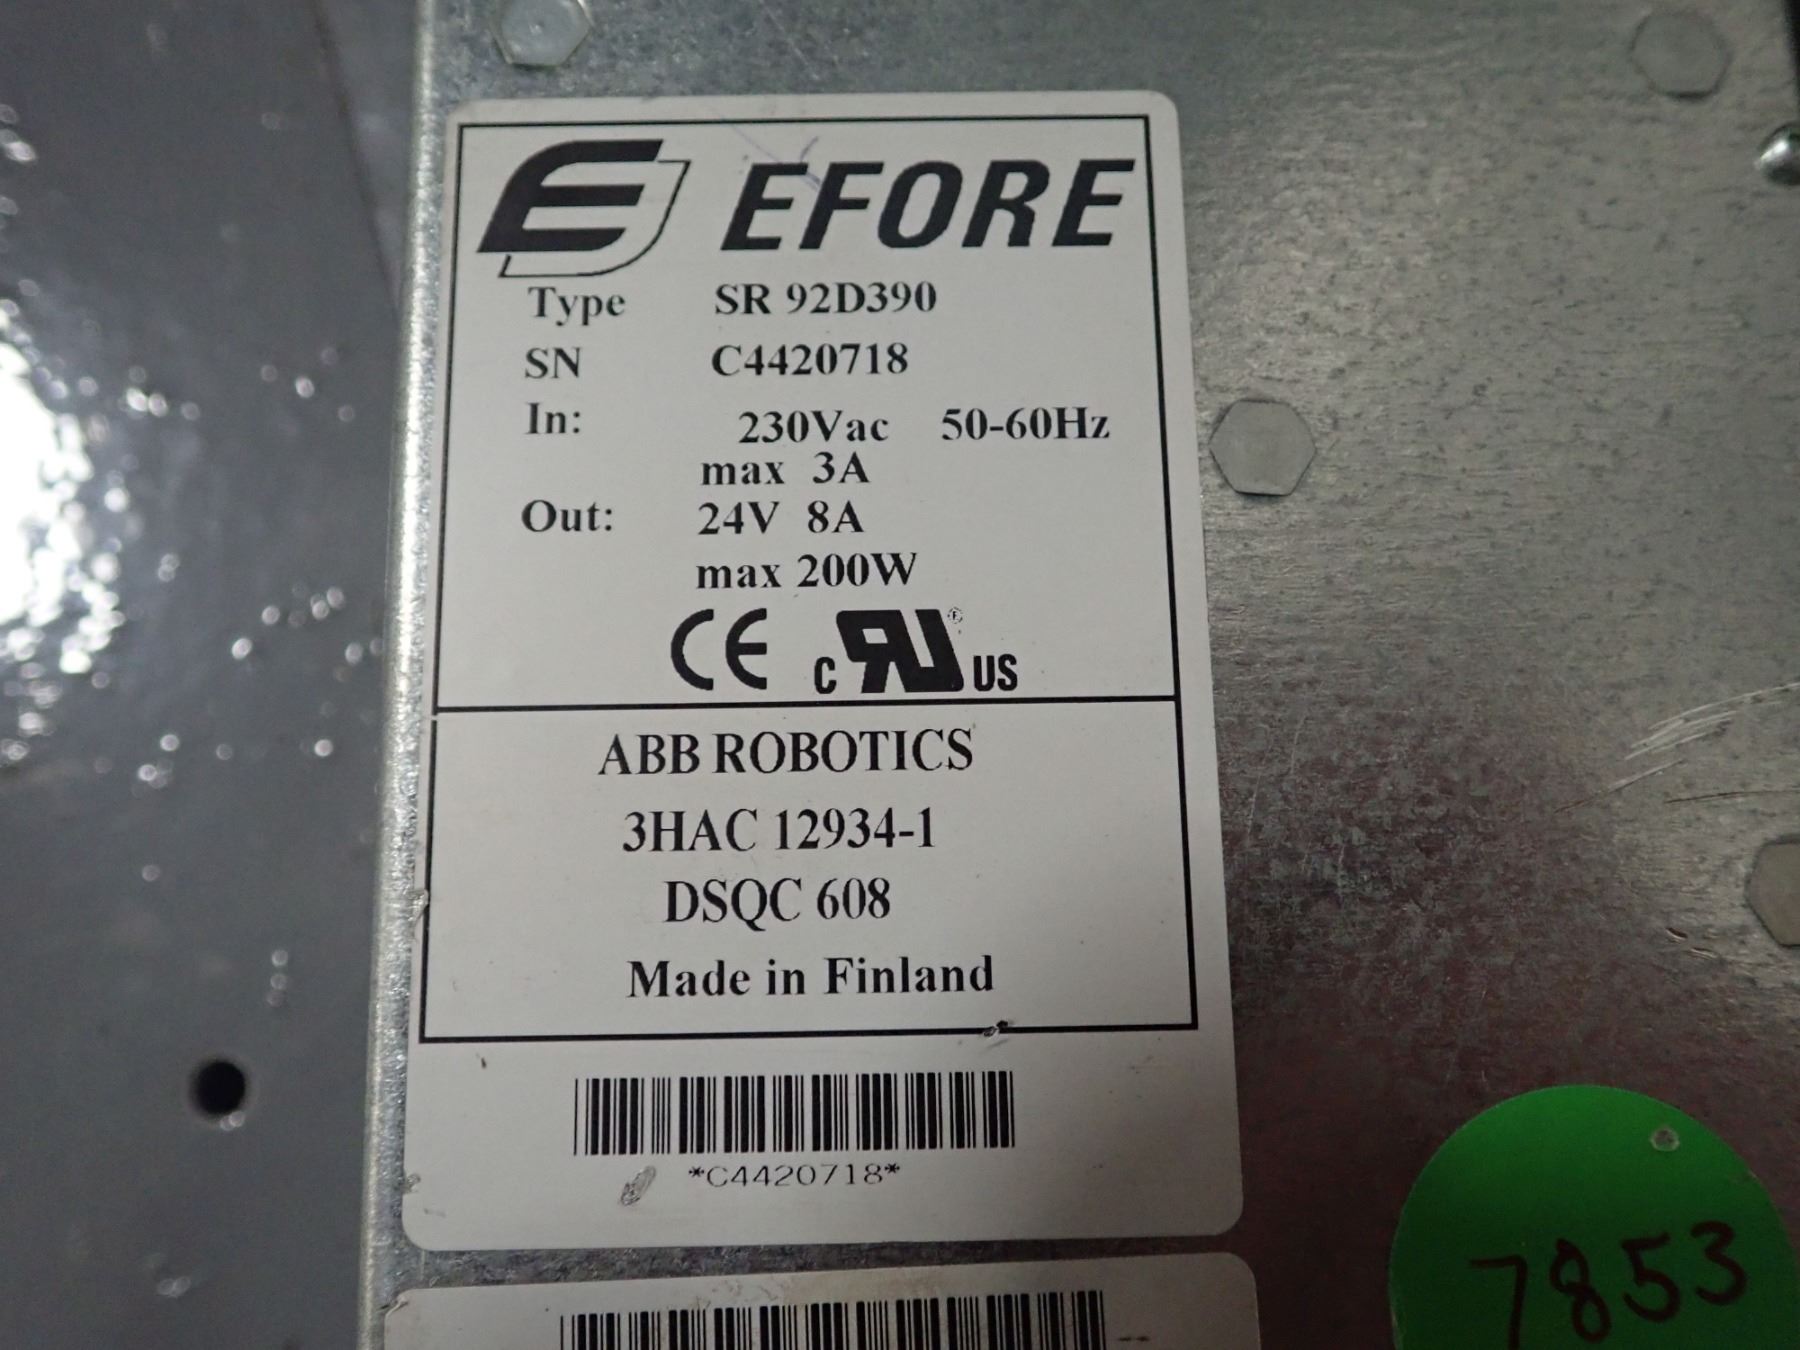 EFORE
Type SR 92D390
SN C4420718
In: 230Vac 50-60Hz
max 3A
Out: 24V 8A
max 200W
CE c RU US
ABB ROBOTICS
3HAC 12934-1
DSQC 608
Made in Finland
*C4420718*
7853